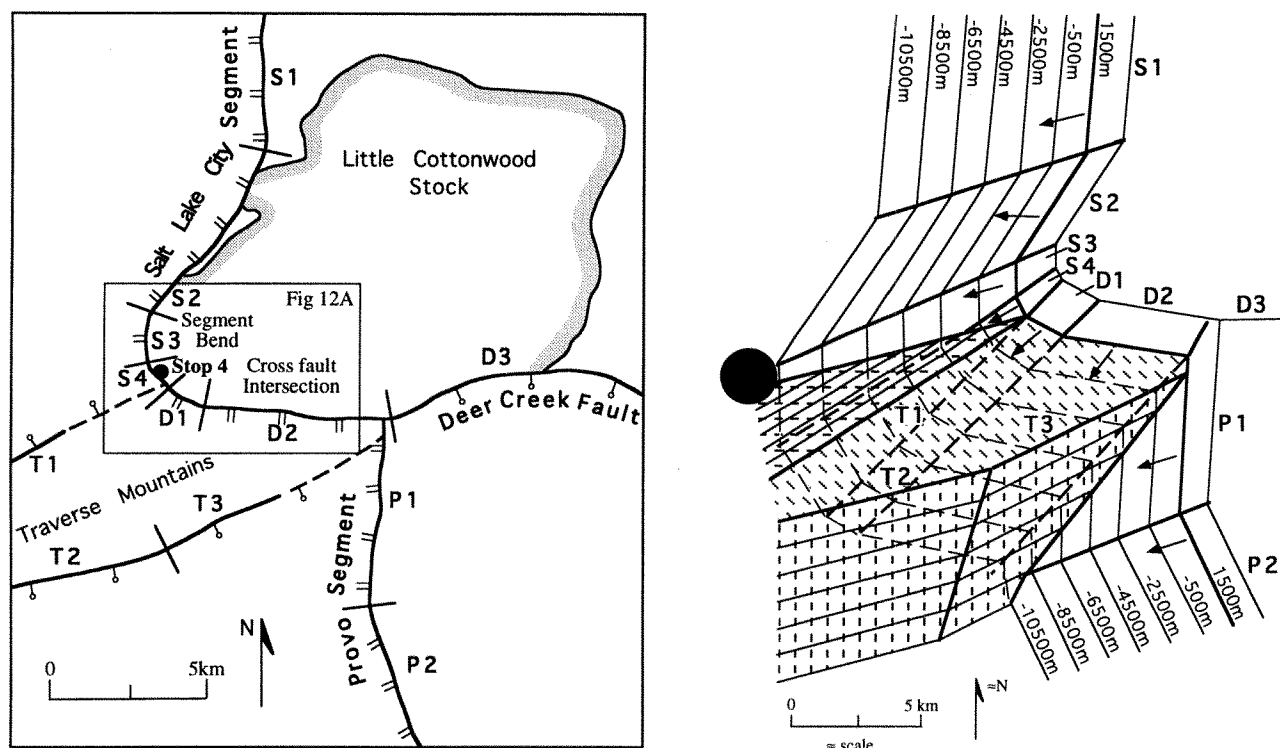 Salt Lake City Segment
S1
Little Cottonwood
Stock
S2
Fig 12A
Segment
Bend
S3
Stop 4
S4
Cross fault
Intersection
D1
D2
D3
Deer Creek Fault
T1
Traverse Mountains
T3
T2
P1
Provo Segment
P2
N
0 5km
-10500m
-8500m
-6500m
-4500m
-2500m
-500m
1500m
S1
S2
S3
S4
D1
D2
D3
T1
T3
T2
P1
P2
1500m
-500m
-2500m
-4500m
-6500m
-8500m
-10500m
≈N
0 5 km
≈ scale